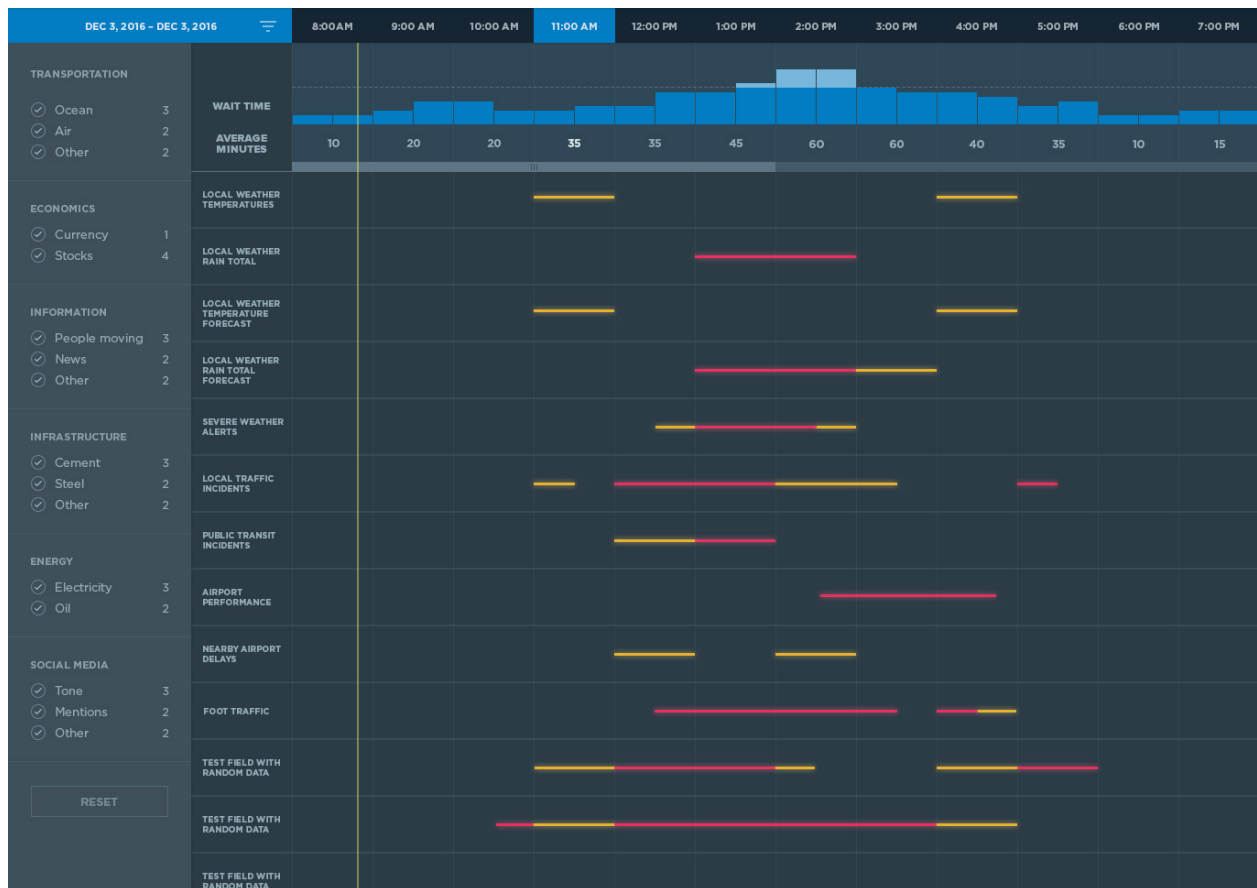 DEC 3, 2016 – DEC 3, 2016
8:00AM 9:00 AM 10:00 AM 11:00 AM 12:00 PM 1:00 PM 2:00 PM 3:00 PM 4:00 PM 5:00 PM 6:00 PM 7:00 PM
TRANSPORTATION
Ocean 3
Air 2
Other 2
ECONOMICS
Currency 1
Stocks 4
INFORMATION
People moving 3
News 2
Other 2
INFRASTRUCTURE
Cement 3
Steel 2
Other 2
ENERGY
Electricity 3
Oil 2
SOCIAL MEDIA
Tone 3
Mentions 2
Other 2
RESET
WAIT TIME
AVERAGE
MINUTES
10 20 20 35 35 45 60 60 40 35 10 15
LOCAL WEATHER
TEMPERATURES
LOCAL WEATHER
RAIN TOTAL
LOCAL WEATHER
TEMPERATURE
FORECAST
LOCAL WEATHER
RAIN TOTAL
FORECAST
SEVERE WEATHER
ALERTS
LOCAL TRAFFIC
INCIDENTS
PUBLIC TRANSIT
INCIDENTS
AIRPORT
PERFORMANCE
NEARBY AIRPORT
DELAYS
FOOT TRAFFIC
TEST FIELD WITH
RANDOM DATA
TEST FIELD WITH
RANDOM DATA
TEST FIELD WITH
RANDOM DATA